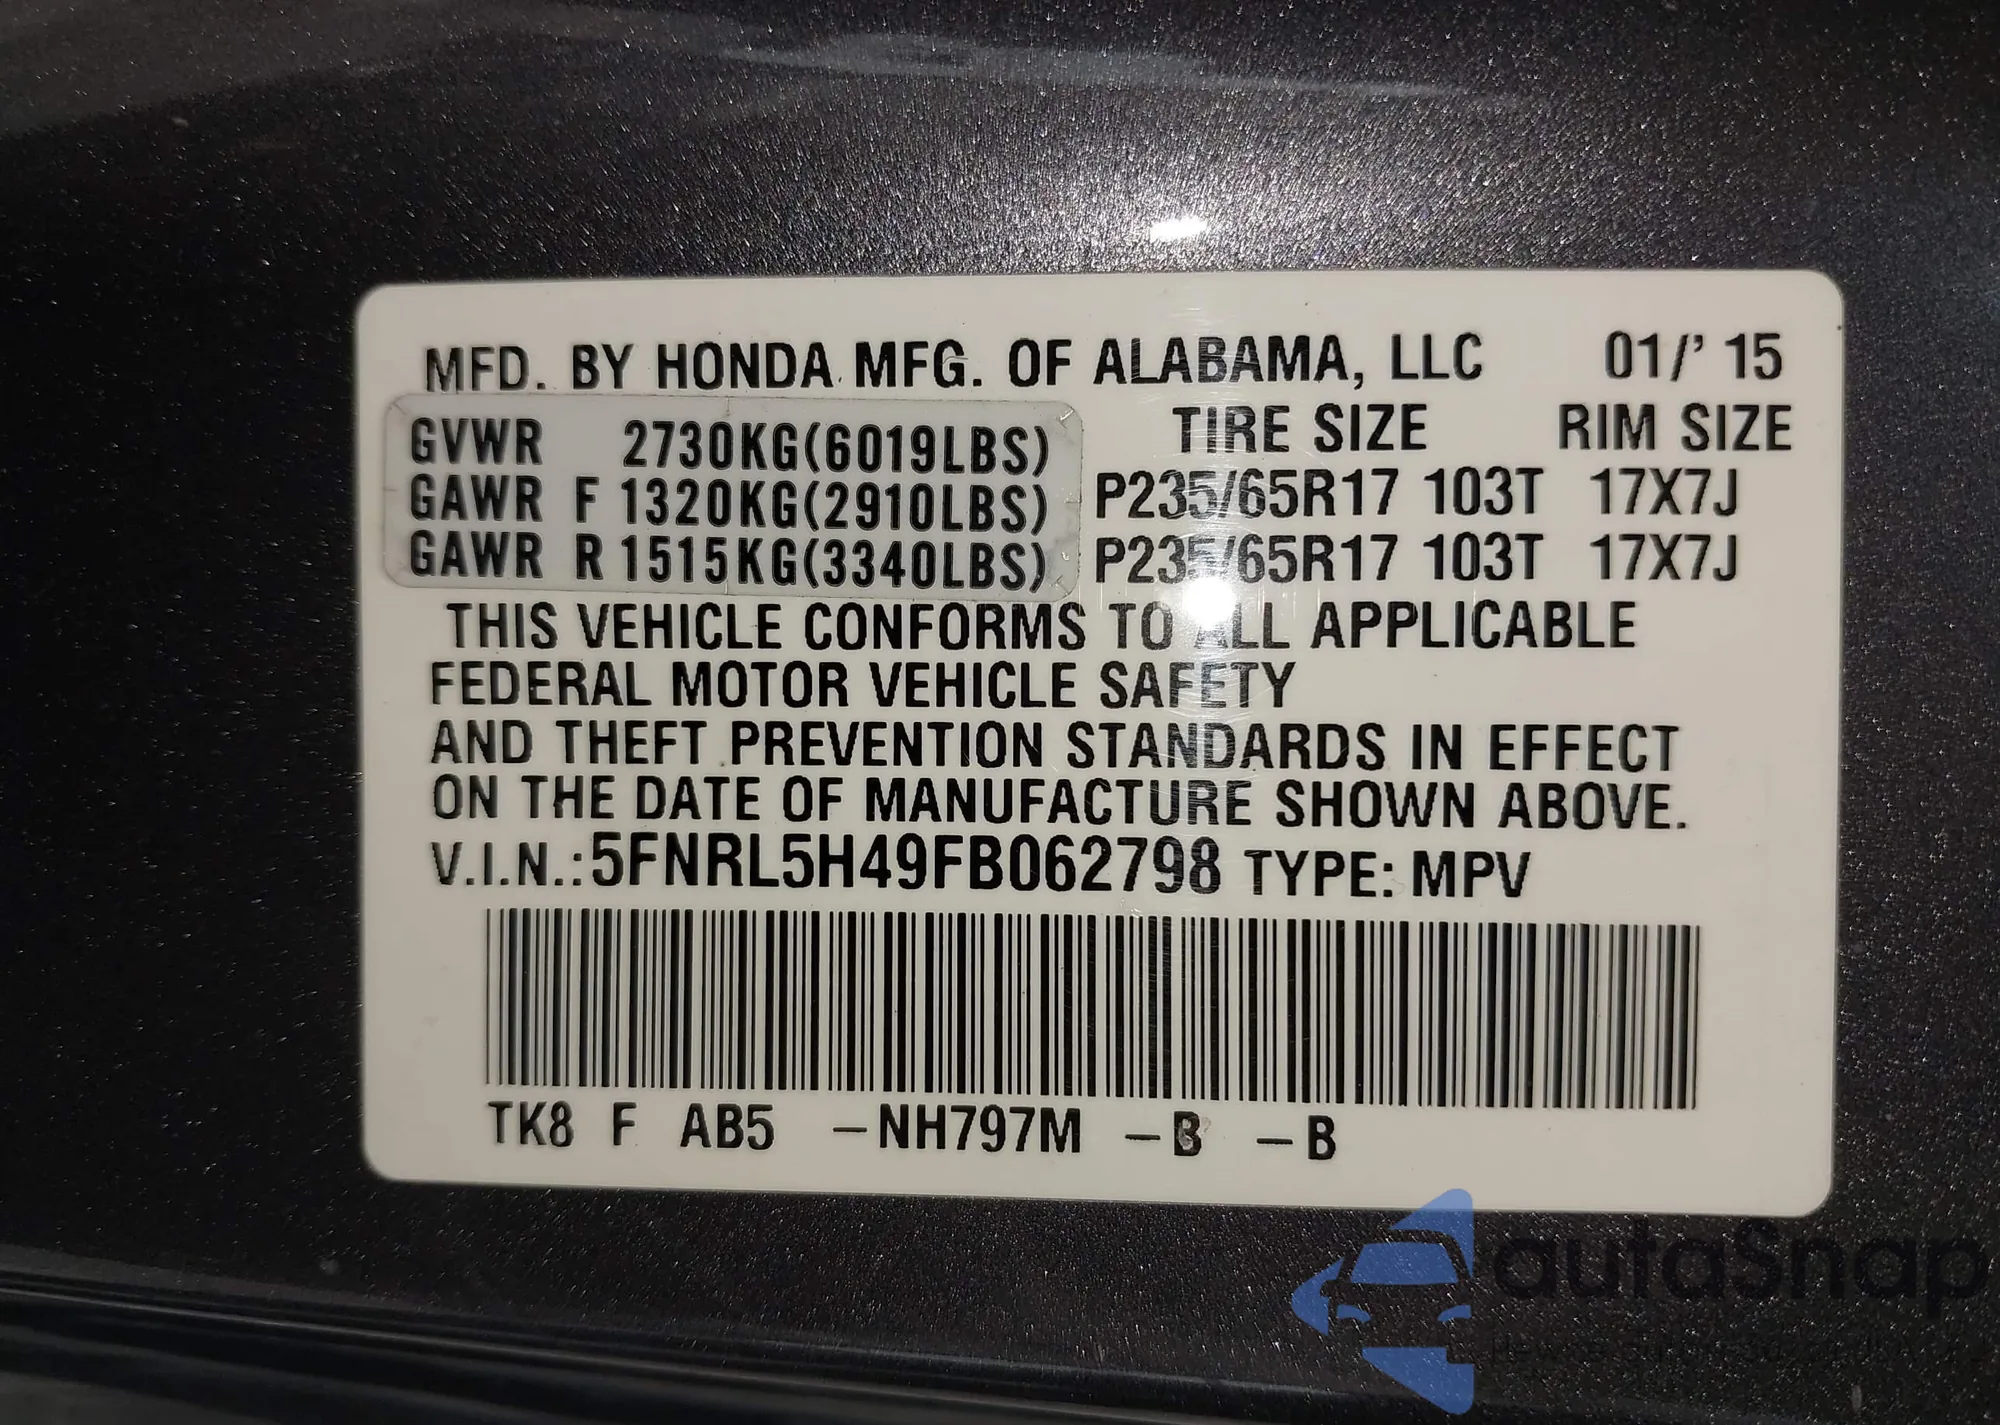 MFD. BY HONDA MFG. OF ALABAMA, LLC 01/' 15
GVWR 2730KG(6019LBS) TIRE SIZE RIM SIZE
GAWR F 1320KG(2910LBS) P235/65R17 103T 17X7J
GAWR R 1515KG(3340LBS) P235/65R17 103T 17X7J
THIS VEHICLE CONFORMS TO ALL APPLICABLE
FEDERAL MOTOR VEHICLE SAFETY
AND THEFT PREVENTION STANDARDS IN EFFECT
ON THE DATE OF MANUFACTURE SHOWN ABOVE.
V.I.N.: 5FNRL5H49FB062798 TYPE: MPV
TK8 F AB5 –NH797M –B –B
autaSnap